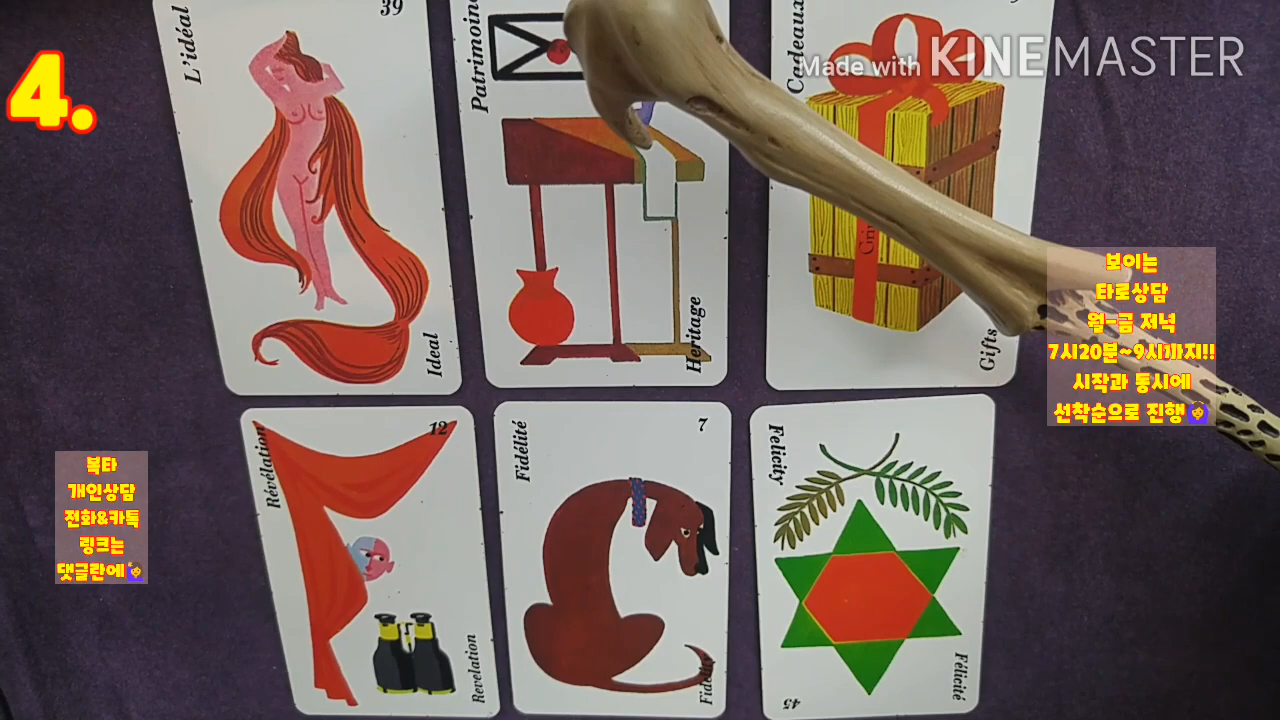 4.
L'idéal
39
Ideal
Patrimoine
Heritage
Cadeaux
Gifts
Made with KINEMASTER
보이는
타로상담
월-금 저녁
7시20분~9시까지!!
시작과 동시에
선착순으로 진행
복타
개인상담
전화&카톡
링크는
댓글란에
Révélation
12
Revelation
Fidélité
7
Fidelity
Felicity
Félicité
45